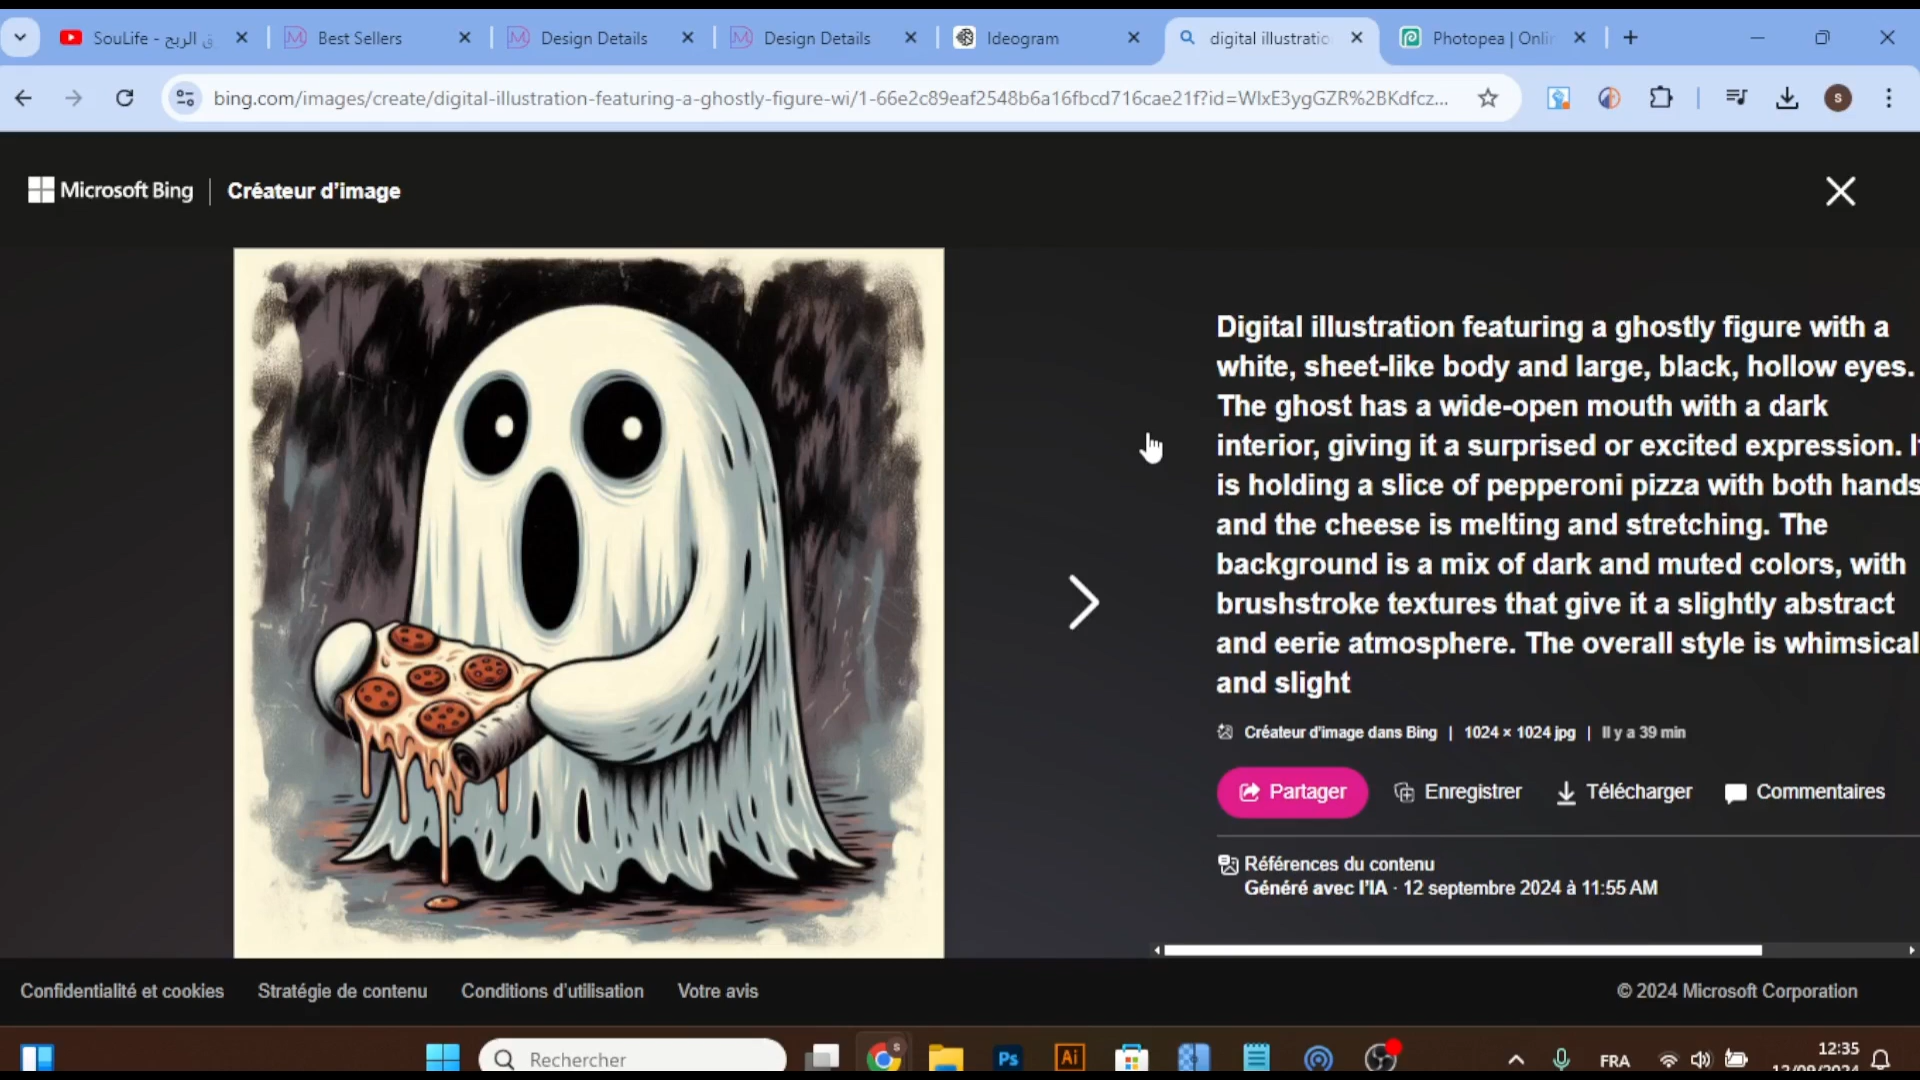 SouLife - ق الربح
Best Sellers
Design Details
Design Details
Ideogram
digital illustratio
Photopea | Onli
bing.com/images/create/digital-illustration-featuring-a-ghostly-figure-wi/1-66e2c89eaf2548b6a16fbcd716cae21f?id=WlxE3ygGZR%2BKdfcz...
S
Microsoft Bing
Créateur d'image
Digital illustration featuring a ghostly figure with a
white, sheet-like body and large, black, hollow eyes.
The ghost has a wide-open mouth with a dark
interior, giving it a surprised or excited expression. It
is holding a slice of pepperoni pizza with both hands
and the cheese is melting and stretching. The
background is a mix of dark and muted colors, with
brushstroke textures that give it a slightly abstract
and eerie atmosphere. The overall style is whimsical
and slight
Créateur d'image dans Bing | 1024 × 1024 jpg | Il y a 39 min
Partager
Enregistrer
Télécharger
Commentaires
Références du contenu
Généré avec l'IA · 12 septembre 2024 à 11:55 AM
Confidentialité et cookies
Stratégie de contenu
Conditions d'utilisation
Votre avis
© 2024 Microsoft Corporation
Rechercher
S
Ps
Ai
FRA
12:35
12/09/2024